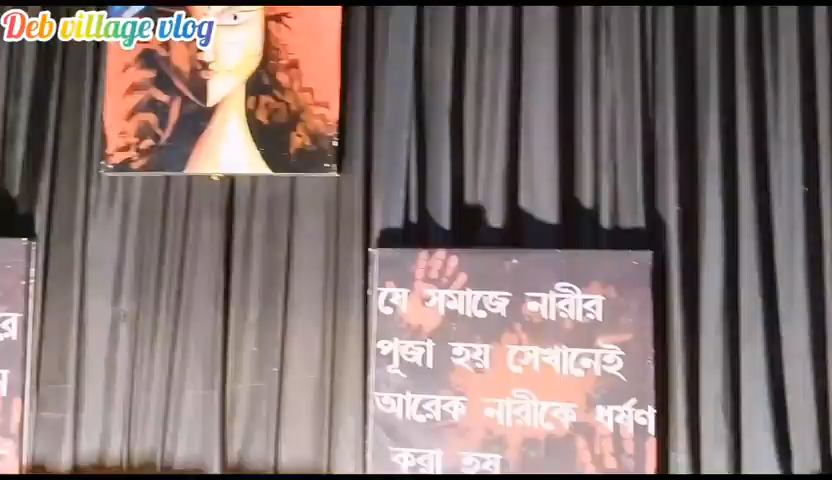 Deb village vlog
যে সমাজে নারীর
পূজা হয় সেখানেই
আরেক নারীকে ধর্ষণ
করা হয়